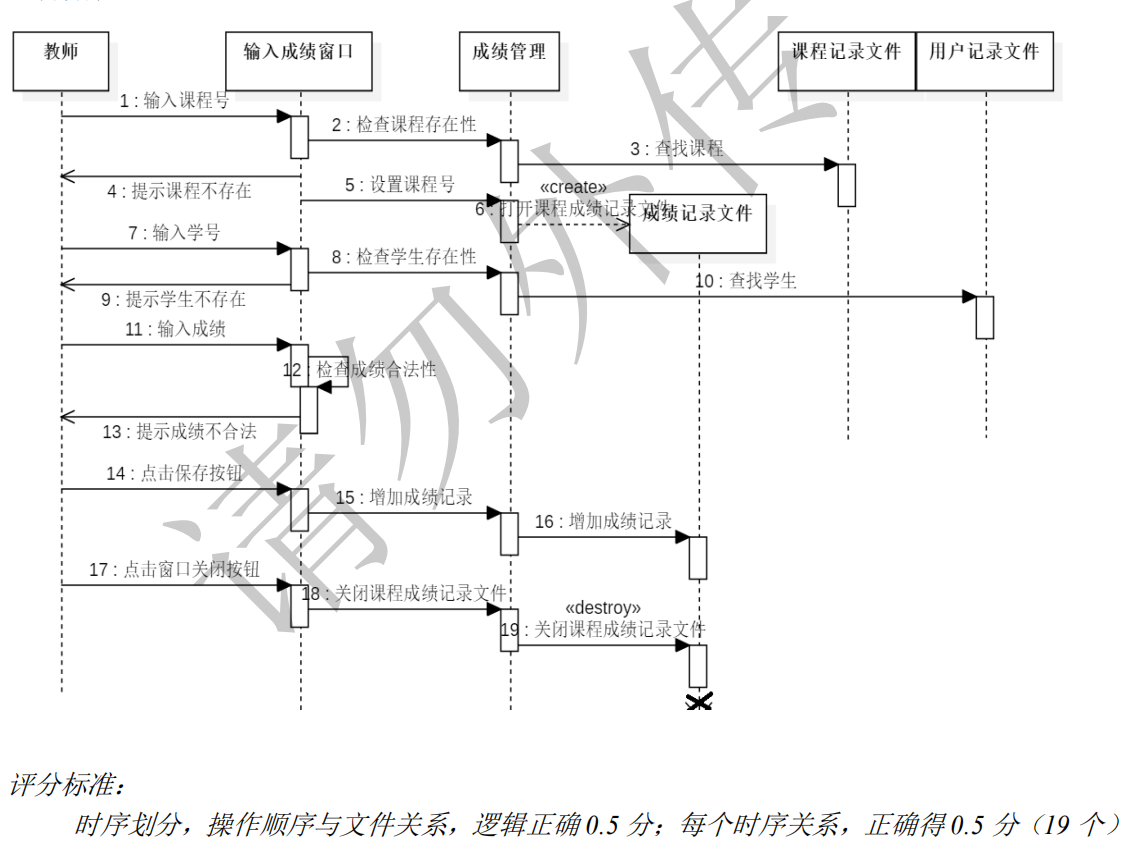 教师
输入成绩窗口
成绩管理
课程记录文件
用户记录文件
1 : 输入课程号
2 : 检查课程存在性
3 : 查找课程
4 : 提示课程不存在
5 : 设置课程号
«create»
6 : 打开课程成绩记录文件
成绩记录文件
7 : 输入学号
8 : 检查学生存在性
9 : 提示学生不存在
10 : 查找学生
11 : 输入成绩
12 : 检查成绩合法性
13 : 提示成绩不合法
14 : 点击保存按钮
15 : 增加成绩记录
16 : 增加成绩记录
17 : 点击窗口关闭按钮
18 : 关闭课程成绩记录文件
«destroy»
19 : 关闭课程成绩记录文件
请勿外传
评分标准：
时序划分，操作顺序与文件关系，逻辑正确 0.5 分；每个时序关系，正确得 0.5 分（19 个）